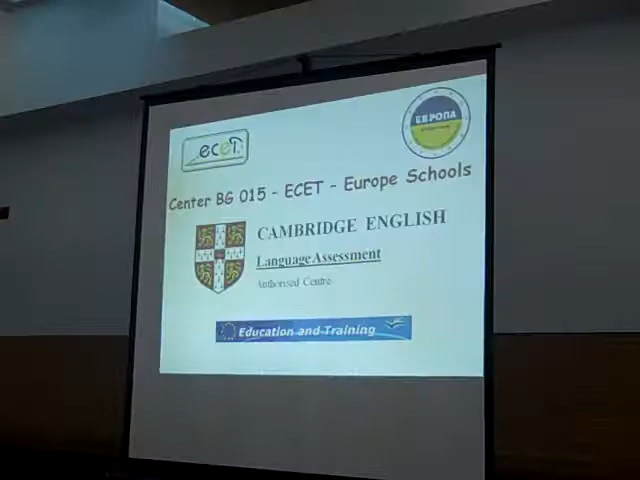 ecet
ЕВРОПА
Center BG 015 - ECET - Europe Schools
CAMBRIDGE ENGLISH
Language Assessment
Authorised Centre
Education and Training